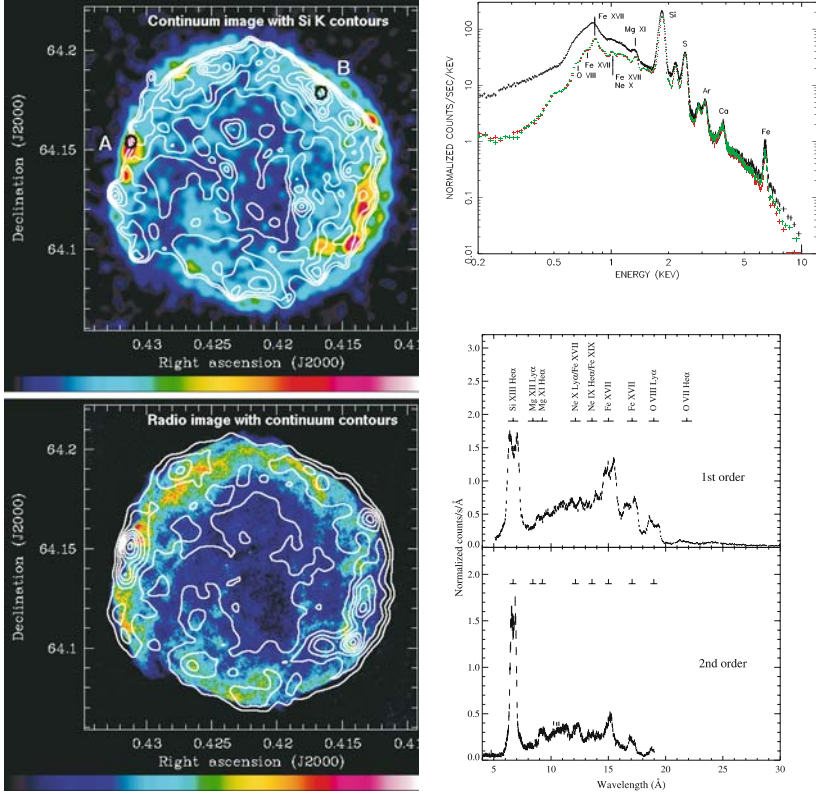 Continuum image with Si K contours
A
B
64.2
64.15
64.1
Declination (J2000)
0.43
0.425
0.42
0.415
0.41
Right ascension (J2000)
Radio image with continuum contours
64.2
64.15
64.1
Declination (J2000)
0.43
0.425
0.42
0.415
0.41
Right ascension (J2000)
NORMALIZED COUNTS/SEC/KEV
100
10
1
0.1
0.01
Fe XVII
Mg XI
Si
S
O VIII
Fe XVII
Fe XVII
Ne X
Ar
Ca
Fe
0.2
0.5
1
2
5
10
ENERGY (KEV)
Normalized counts/s/Å
3.0
2.5
2.0
1.5
1.0
0.5
0.0
Si XIII Heα
Mg XII Lyα
Mg XI Heα
Ne X Lyα/Fe XVII
Ne IX Heα/Fe XIX
Fe XVII
Fe XVII
O VIII Lyα
O VII Heα
1st order
2.0
1.5
1.0
0.5
0.0
2nd order
5
10
15
20
25
30
Wavelength (Å)